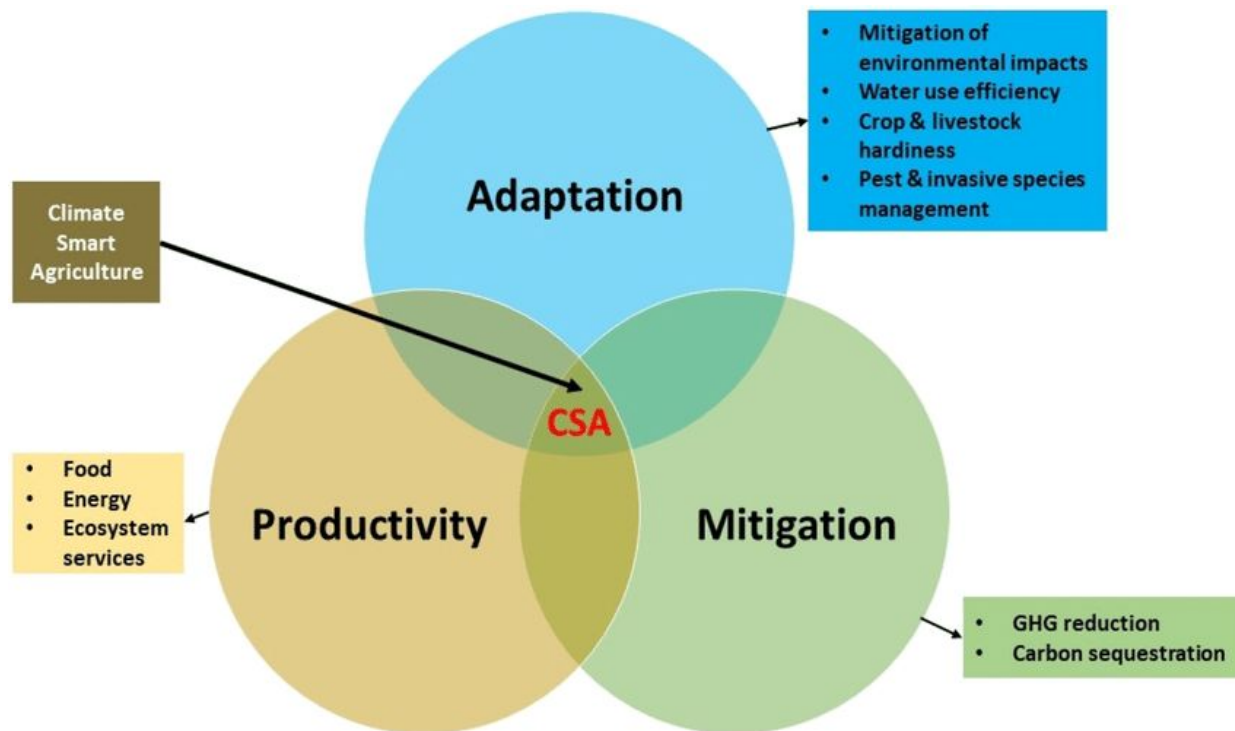 • Mitigation of
environmental impacts
• Water use efficiency
• Crop & livestock
hardiness
• Pest & invasive species
management
Adaptation
Climate
Smart
Agriculture
CSA
• Food
• Energy
• Ecosystem
services
Productivity
Mitigation
• GHG reduction
• Carbon sequestration